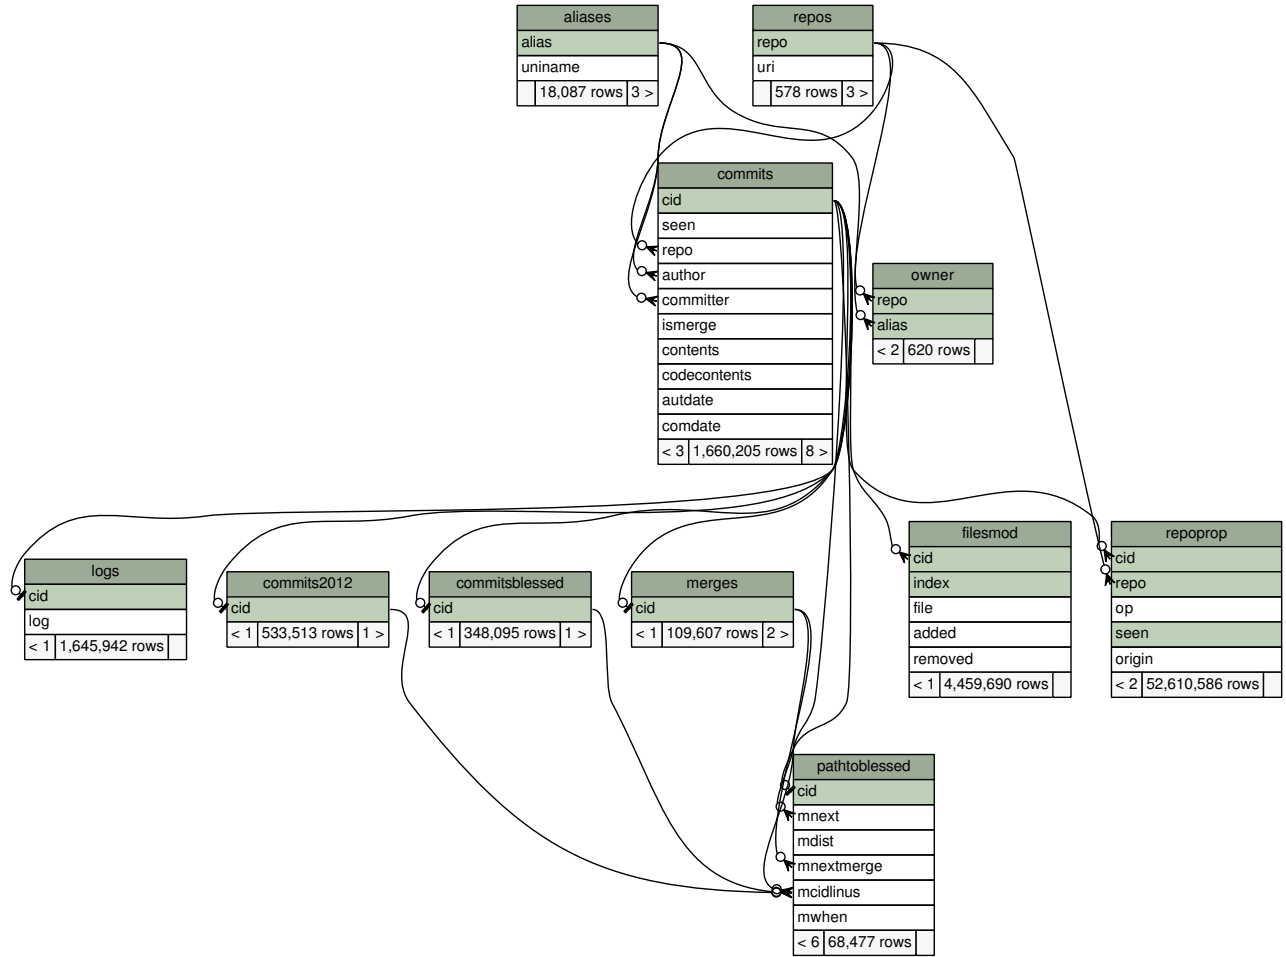 aliases
alias
uniname
18,087 rows 3 >
repos
repo
uri
578 rows 3 >
commits
cid
seen
repo
author
committer
ismerge
contents
codecontents
autdate
comdate
< 3 1,660,205 rows 8 >
owner
repo
alias
< 2 620 rows
logs
cid
log
< 1 1,645,942 rows
commits2012
cid
< 1 533,513 rows 1 >
commitsblessed
cid
< 1 348,095 rows 1 >
merges
cid
< 1 109,607 rows 2 >
filesmod
cid
index
file
added
removed
< 1 4,459,690 rows
repoprop
cid
repo
op
seen
origin
< 2 52,610,586 rows
pathtoblessed
cid
mnext
mdist
mnextmerge
mcidlinus
mwhen
< 6 68,477 rows